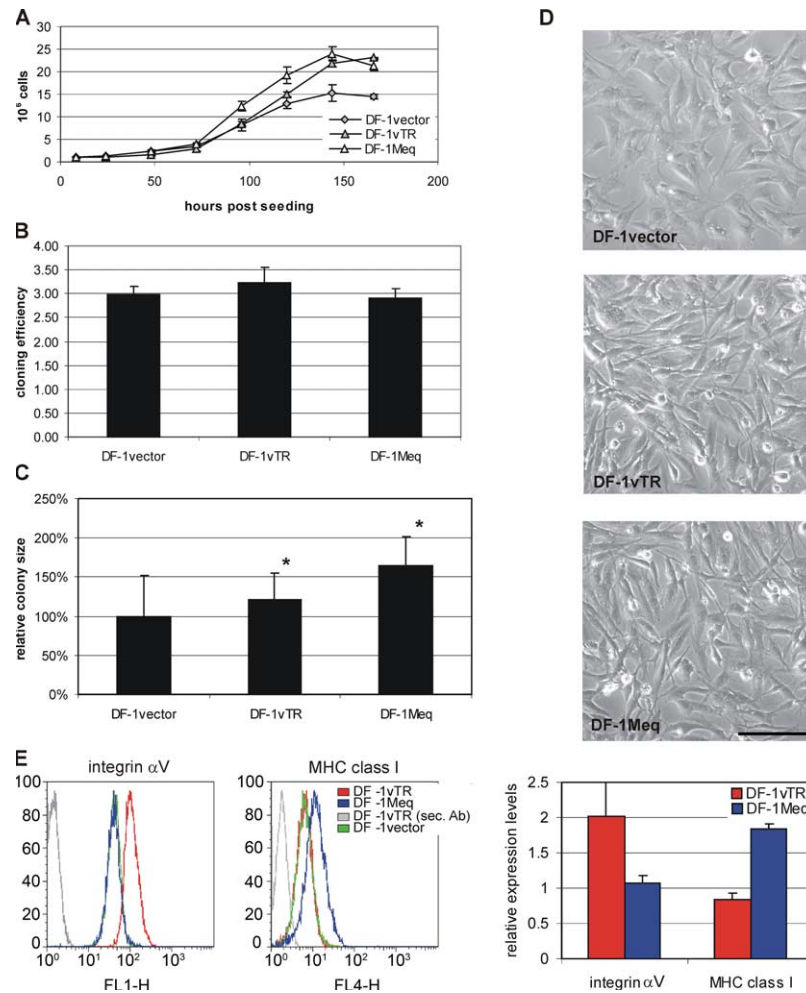 A
30
25
20
15
10
5
0
10⁶ cells
DF-1vector
DF-1vTR
DF-1Meq
0 50 100 150 200
hours post seeding
B
4.00
3.50
3.00
2.50
2.00
1.50
1.00
0.50
0.00
cloning efficiency
DF-1vector DF-1vTR DF-1Meq
C
250%
200%
150%
100%
50%
0%
relative colony size
* *
DF-1vector DF-1vTR DF-1Meq
D
DF-1vector
DF-1vTR
DF-1Meq
E
integrin αV
100
80
60
40
20
0
10⁰ 10¹ 10² 10³
FL1-H
MHC class I
DF -1vTR
DF -1Meq
DF -1vTR (sec. Ab)
DF -1vector
100
80
60
40
20
0
10⁰ 10¹ 10² 10³
FL4-H
2.5
2
1.5
1
0.5
0
relative expression levels
DF-1vTR
DF-1Meq
integrin αV MHC class I